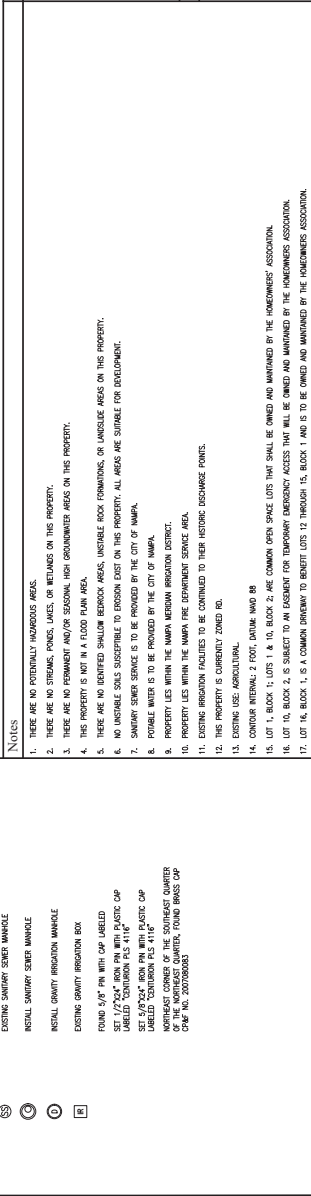 EXISTING SANITARY SEWER MANHOLE
INSTALL SANITARY SEWER MANHOLE
INSTALL GRAVITY IRRIGATION MANHOLE
EXISTING GRAVITY IRRIGATION BOX
FOUND 5/8" PIN WITH CAP LABELED
SET 1/2"X24" IRON PIN WITH PLASTIC CAP
LABELED "CENTURION PLS 4116"
SET 5/8"X24" IRON PIN WITH PLASTIC CAP
LABELED "CENTURION PLS 4116"
NORTHEAST CORNER OF THE SOUTHEAST QUARTER
OF THE NORTHEAST QUARTER, FOUND BRASS CAP
CP&F NO. 2007080083
SS
D
IR
Notes
1. THERE ARE NO POTENTIALLY HAZARDOUS AREAS.
2. THERE ARE NO STREAMS, PONDS, LAKES, OR WETLANDS ON THIS PROPERTY.
3. THERE ARE NO PERMANENT AND/OR SEASONAL HIGH GROUNDWATER AREAS ON THIS PROPERTY.
4. THIS PROPERTY IS NOT IN A FLOOD PLAIN AREA.
5. THERE ARE NO IDENTIFIED SHALLOW BEDROCK AREAS, UNSTABLE ROCK FORMATIONS, OR LANDSLIDE AREAS ON THIS PROPERTY.
6. NO UNSTABLE SOILS SUSCEPTIBLE TO EROSION EXIST ON THIS PROPERTY. ALL AREAS ARE SUITABLE FOR DEVELOPMENT.
7. SANITARY SEWER SERVICE IS TO BE PROVIDED BY THE CITY OF NAMPA.
8. POTABLE WATER IS TO BE PROVIDED BY THE CITY OF NAMPA.
9. PROPERTY LIES WITHIN THE NAMPA MERIDIAN IRRIGATION DISTRICT.
10. PROPERTY LIES WITHIN THE NAMPA FIRE DEPARTMENT SERVICE AREA.
11. EXISTING IRRIGATION FACILITIES TO BE CONTINUED TO THEIR HISTORIC DISCHARGE POINTS.
12. THIS PROPERTY IS CURRENTLY ZONED RD.
13. EXISTING USE: AGRICULTURAL.
14. CONTOUR INTERVAL: 2 FOOT, DATUM: NAVD 88
15. LOT 1, BLOCK 1; LOTS 1 & 10, BLOCK 2; ARE COMMON OPEN SPACE LOTS THAT SHALL BE OWNED AND MAINTAINED BY THE HOMEOWNERS' ASSOCIATION.
16. LOT 10, BLOCK 2, IS SUBJECT TO AN EASEMENT FOR TEMPORARY EMERGENCY ACCESS THAT WILL BE OWNED AND MAINTAINED BY THE HOMEOWNERS ASSOCIATION.
17. LOT 16, BLOCK 1, IS A COMMON DRIVEWAY TO BENEFIT LOTS 12 THROUGH 15, BLOCK 1 AND IS TO BE OWNED AND MAINTAINED BY THE HOMEOWNERS ASSOCIATION.